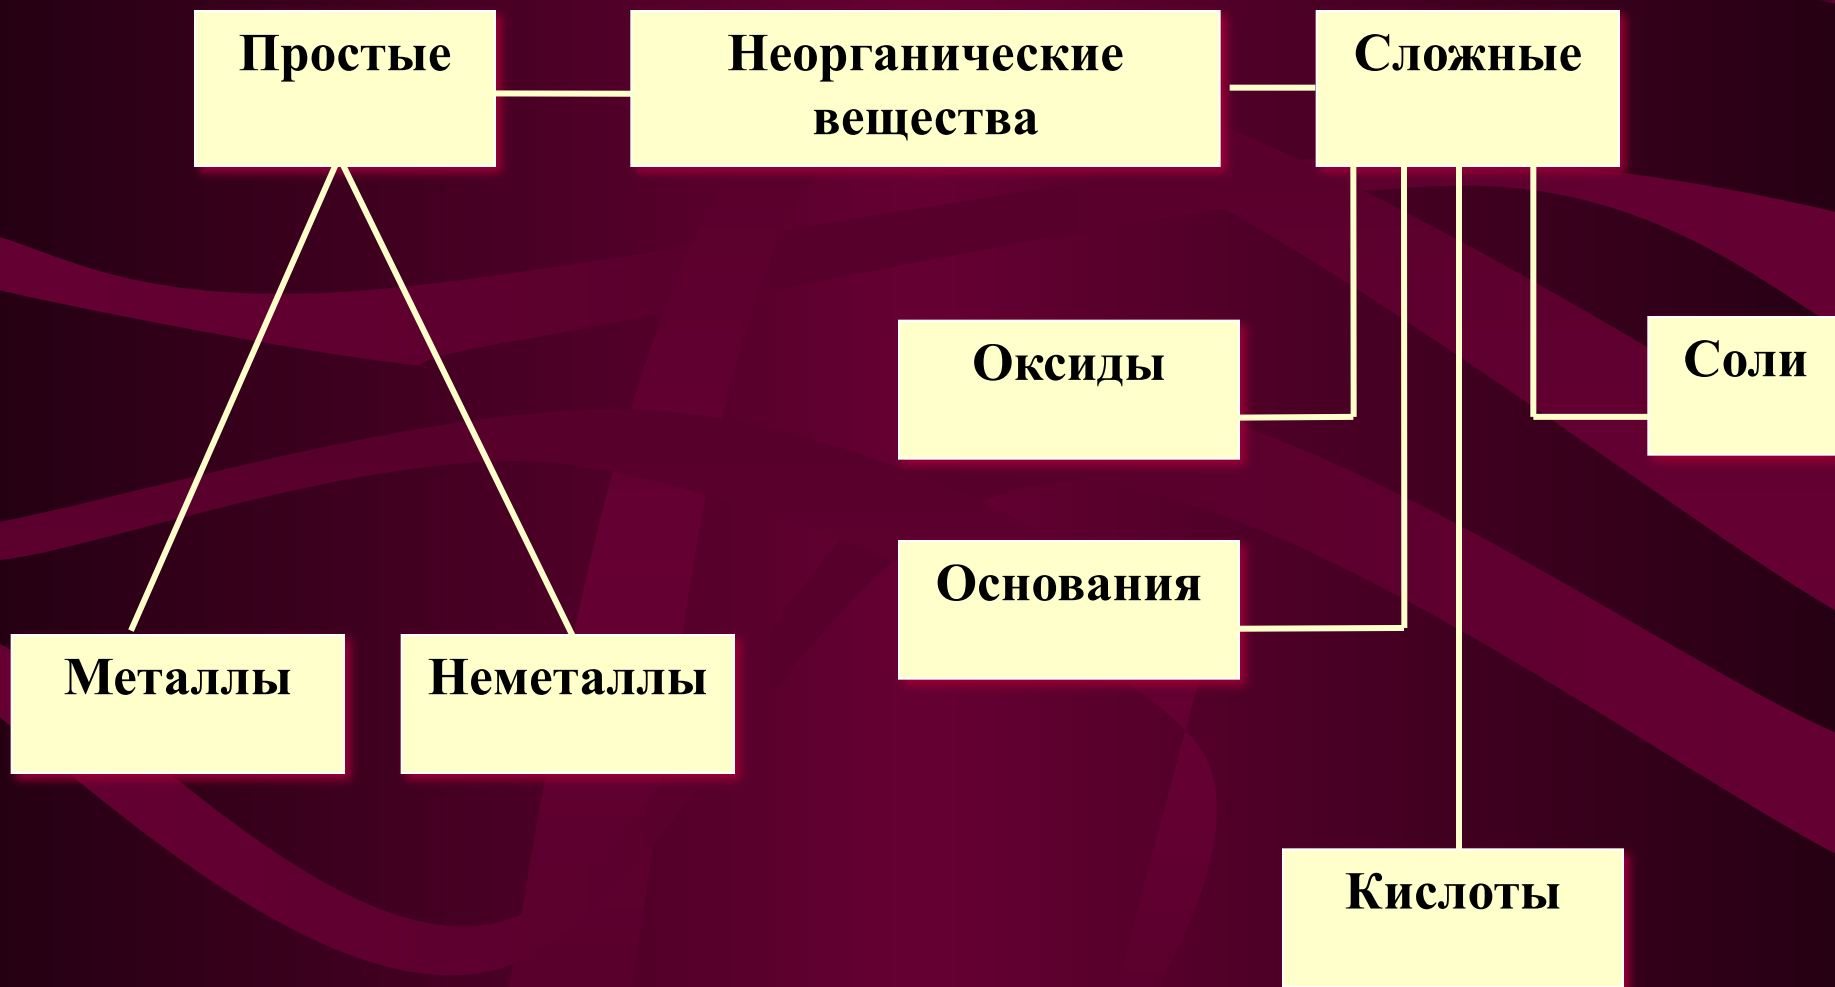 Простые
Неорганические
вещества
Сложные
Оксиды
Соли
Основания
Металлы
Неметаллы
Кислоты